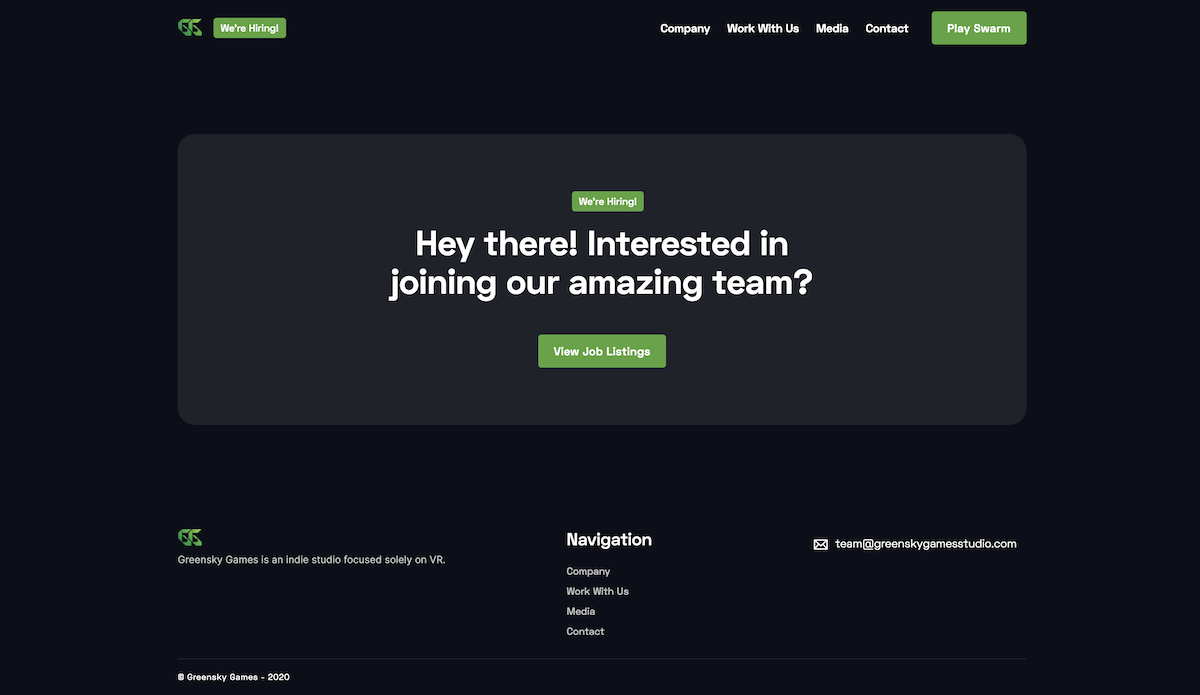 GG
We're Hiring!
Company Work With Us Media Contact Play Swarm
We're Hiring!
Hey there! Interested in
joining our amazing team?
View Job Listings
GG
Greensky Games is an indie studio focused solely on VR.
Navigation
Company
Work With Us
Media
Contact
team@greenskygamesstudio.com
© Greensky Games - 2020